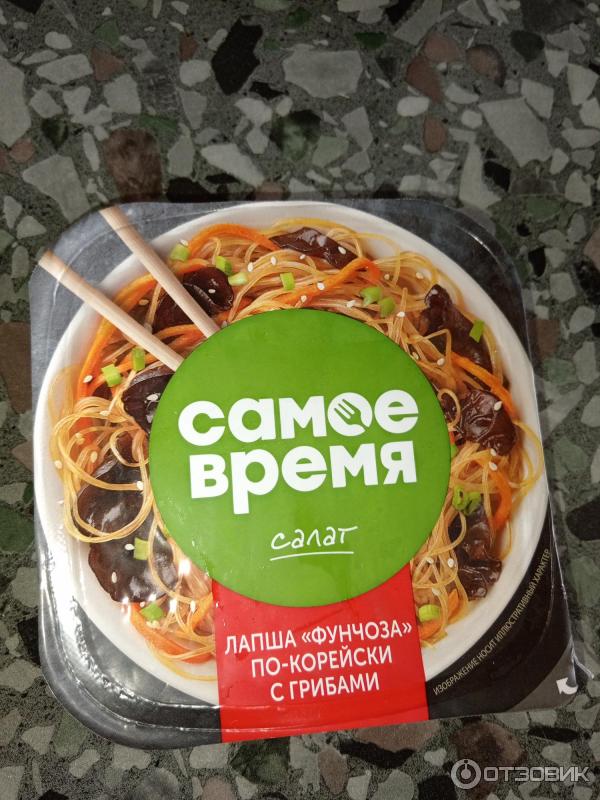 самое
время
салат
ЛАПША «ФУНЧОЗА»
ПО-КОРЕЙСКИ
С ГРИБАМИ
ИЗОБРАЖЕНИЕ НОСИТ ИЛЛЮСТРАТИВНЫЙ ХАРАКТЕР
ОТЗОВИК